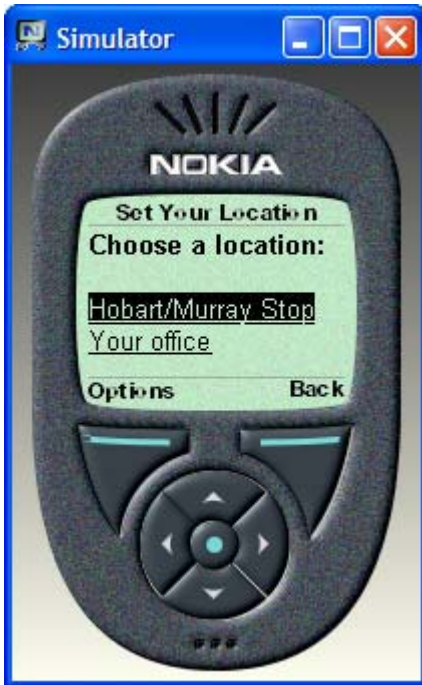 Simulator
NOKIA
Set Your Location
Choose a location:
Hobart/Murray Stop
Your office
Options Back